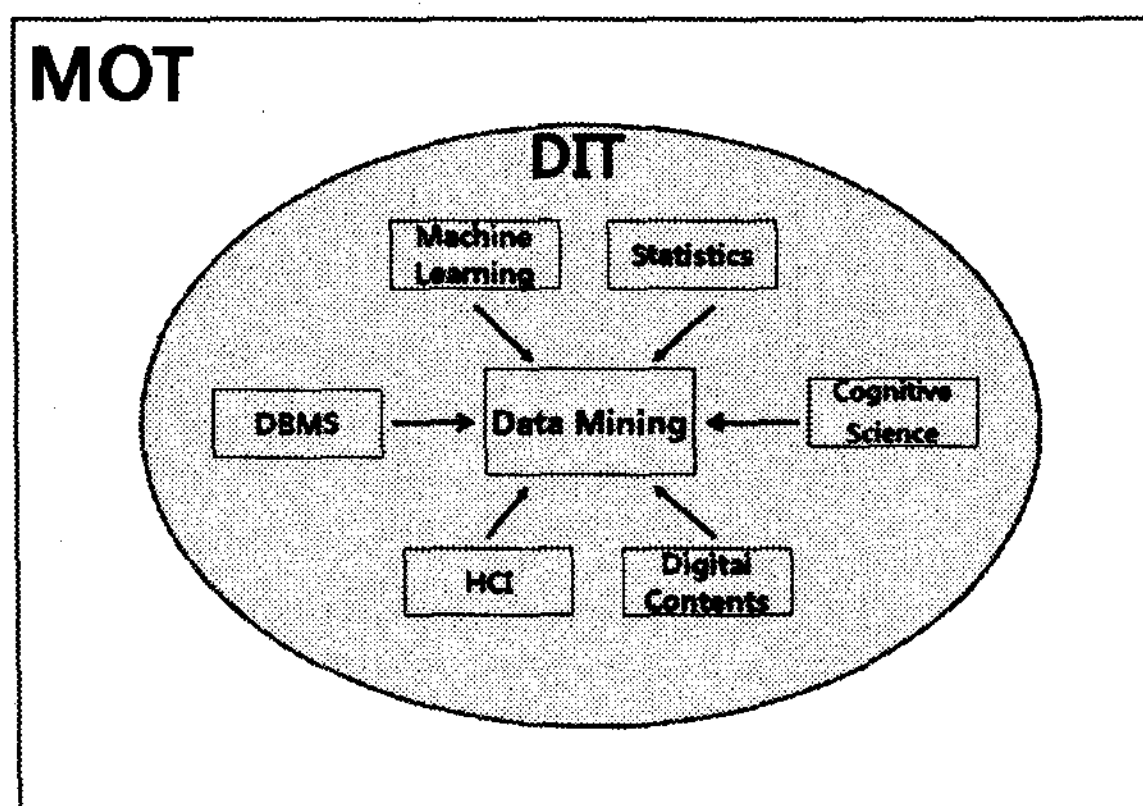 MOT
DIT
Machine
Learning
Statistics
DBMS
Data Mining
Cognitive
Science
HCI
Digital
Contents